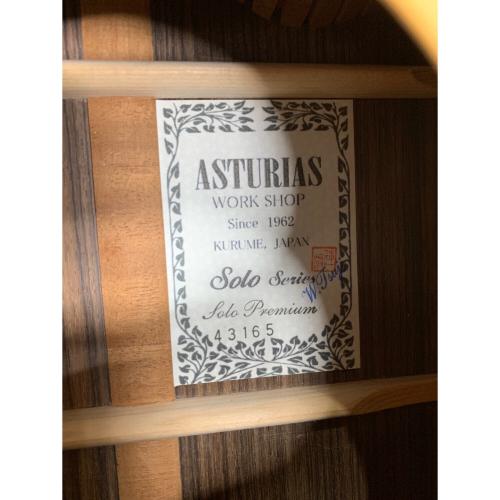 ASTURIAS
WORK SHOP
Since 1962
KURUME, JAPAN
Solo Series
Solo Premium
43165